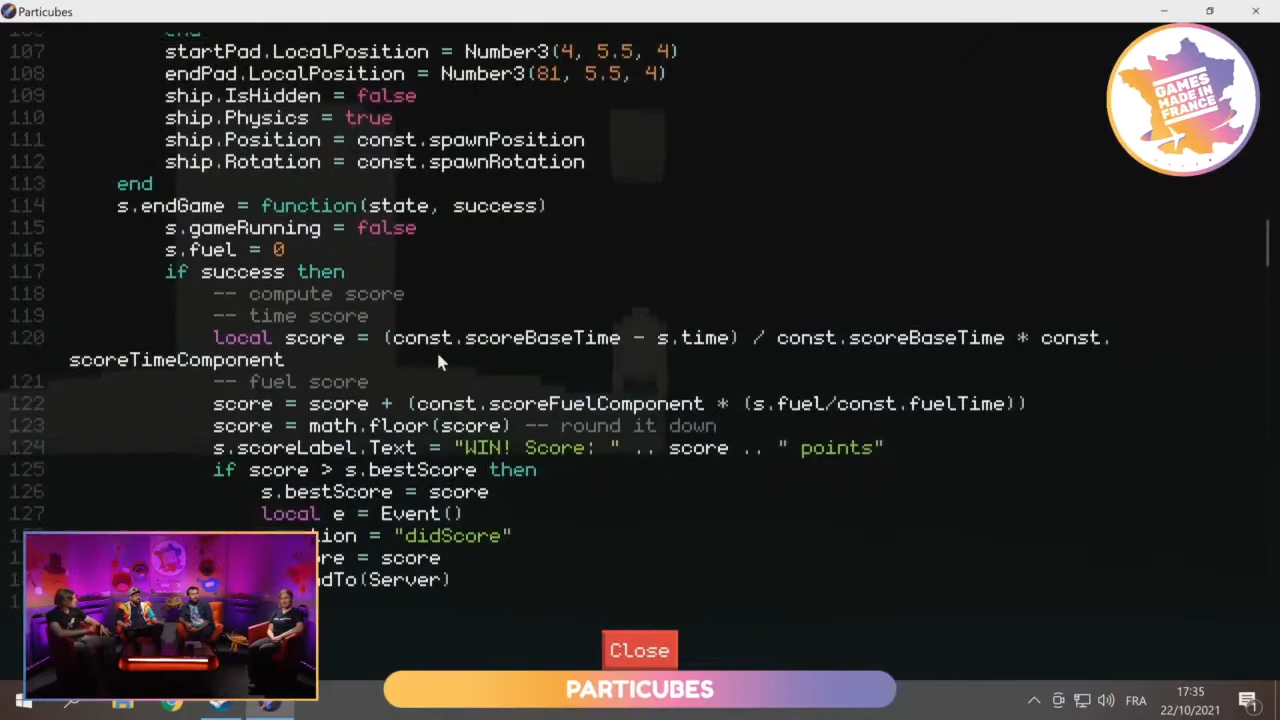 Particubes
107 startPad.LocalPosition = Number3(4, 5.5, 4)
108 endPad.LocalPosition = Number3(81, 5.5, 4)
109 ship.IsHidden = false
110 ship.Physics = true
111 ship.Position = const.spawnPosition
112 ship.Rotation = const.spawnRotation
113 end
114 s.endGame = function(state, success)
115 s.gameRunning = false
116 s.fuel = 0
117 if success then
118 -- compute score
119 -- time score
120 local score = (const.scoreBaseTime - s.time) / const.scoreBaseTime * const.
scoreTimeComponent
121 -- fuel score
122 score = score + (const.scoreFuelComponent * (s.fuel/const.fuelTime))
123 score = math.floor(score) -- round it down
124 s.scoreLabel.Text = "WIN! Score: " .. score .. " points"
125 if score > s.bestScore then
126 s.bestScore = score
127 local e = Event()
tion = "didScore"
re = score
ndTo(Server)
Close
GAMES
MADE IN
FRANCE
PARTICUBES
FRA
17:35
22/10/2021
1